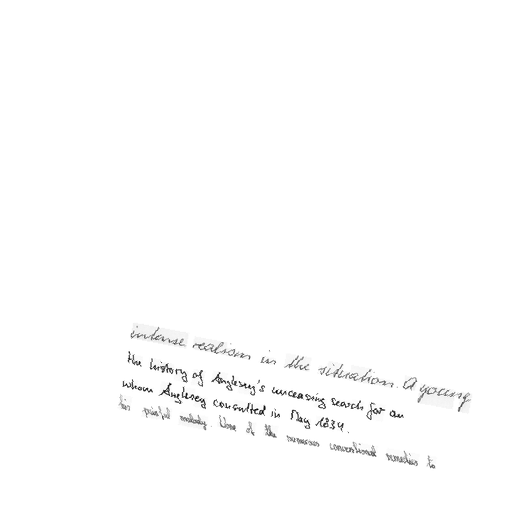 intense realism in the situation. A young
the history of Anglesey's unceasing search for an
whom Anglesey consulted in May 1834.
his painful malady. None of the numerous conventional remedies to